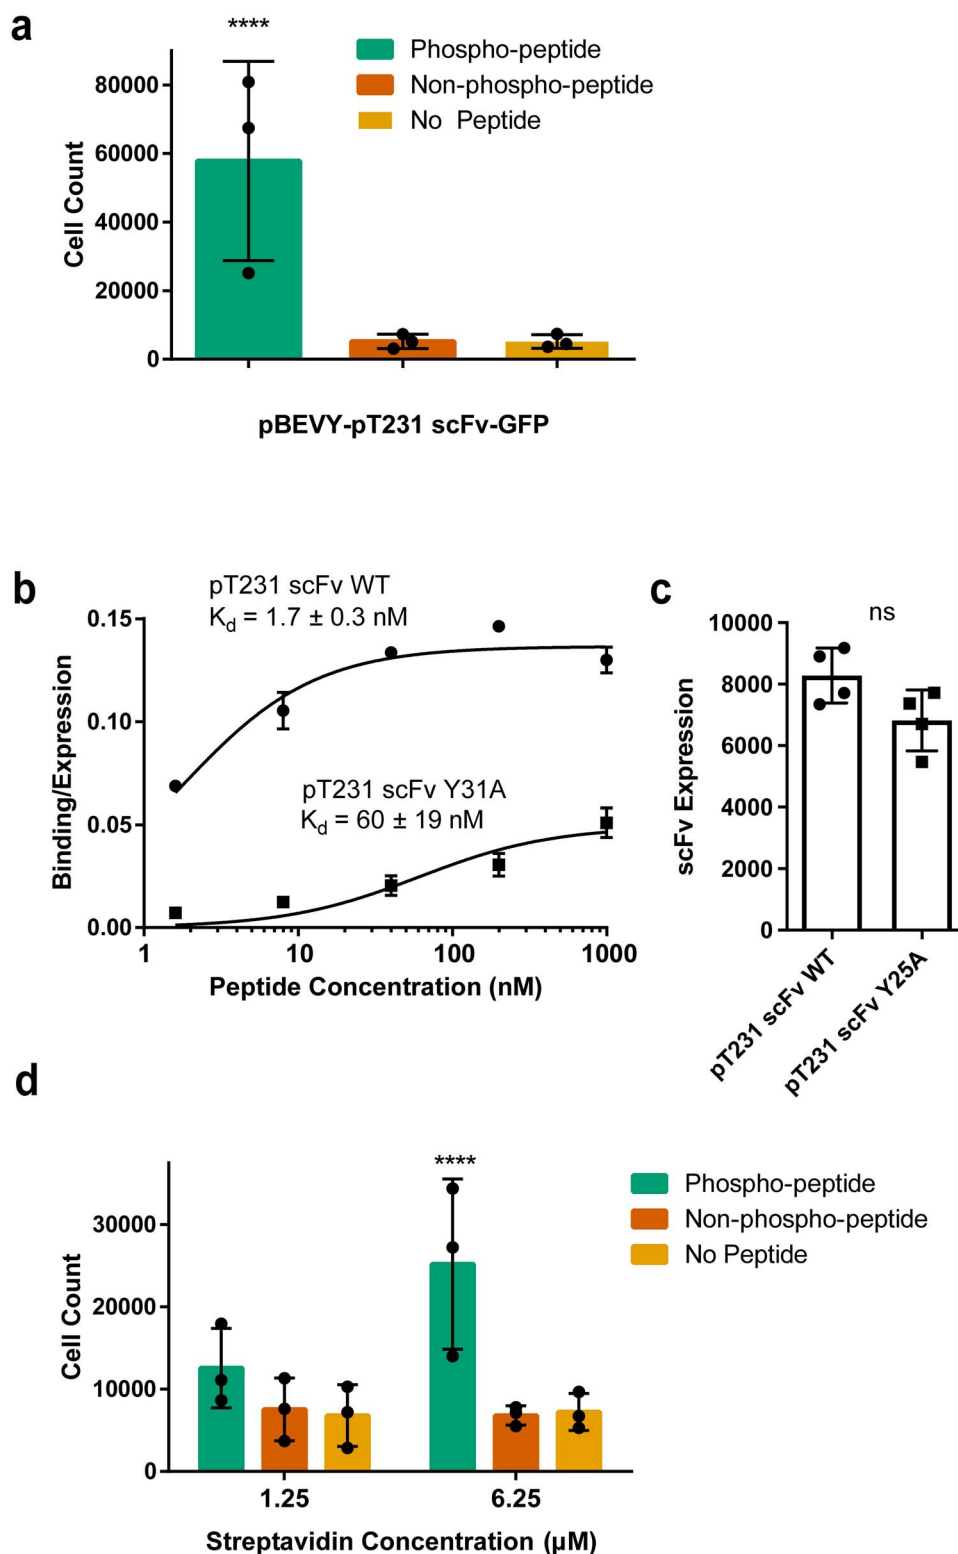 a
****
Phospho-peptide
Non-phospho-peptide
No Peptide
80000
60000
40000
20000
0
Cell Count
pBEVY-pT231 scFv-GFP
b
pT231 scFv WT
Kd = 1.7 ± 0.3 nM
0.15
0.10
0.05
0.00
Binding/Expression
pT231 scFv Y31A
Kd = 60 ± 19 nM
1 10 100 1000
Peptide Concentration (nM)
c
ns
10000
8000
6000
4000
2000
0
scFv Expression
pT231 scFv WT
pT231 scFv Y25A
d
****
Phospho-peptide
Non-phospho-peptide
No Peptide
30000
20000
10000
0
Cell Count
1.25 6.25
Streptavidin Concentration (µM)